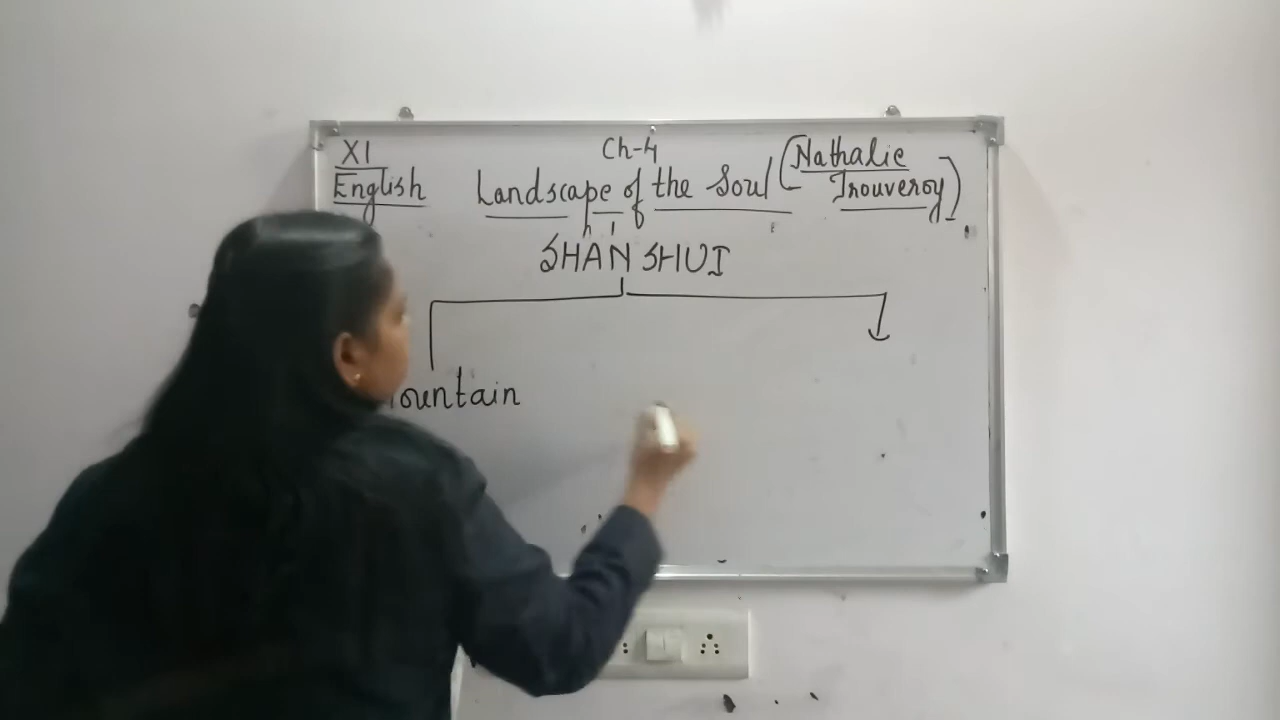 XI
English
Ch-4
Landscape of the Soul (Nathalie
Trouveroy)
SHAN SHUI
ountain